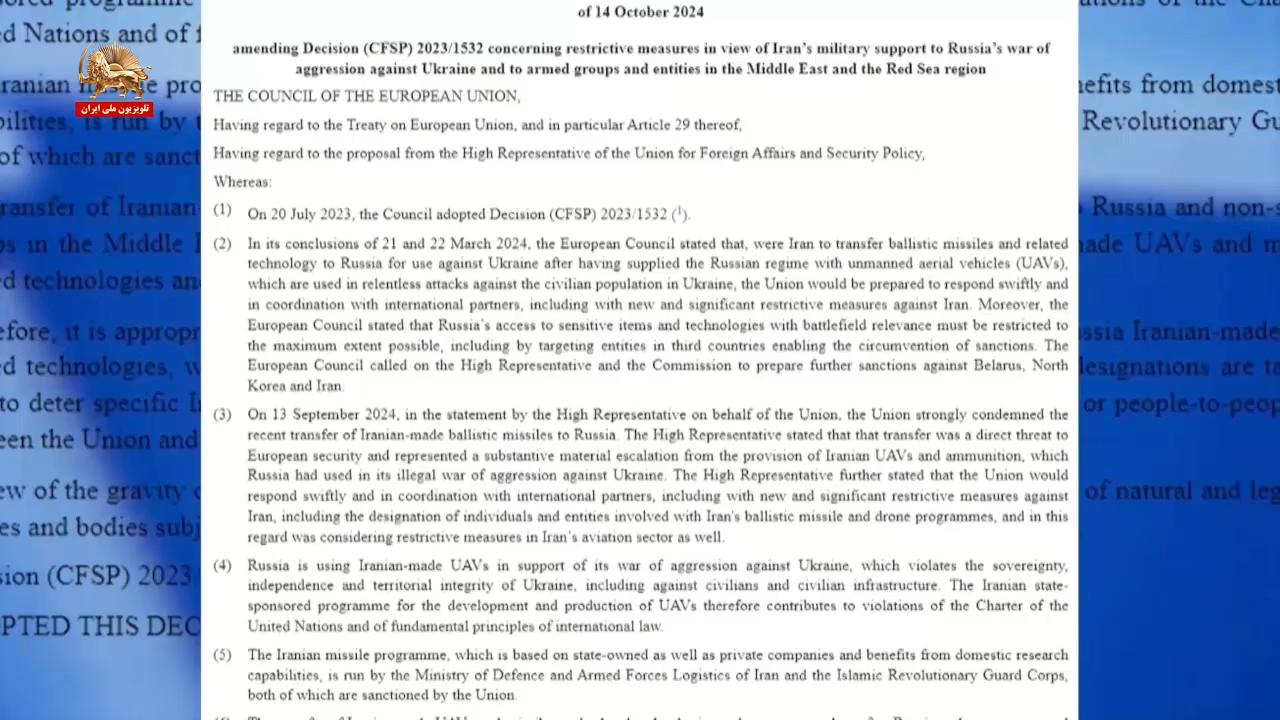 of 14 October 2024
amending Decision (CFSP) 2023/1532 concerning restrictive measures in view of Iran's military support to Russia's war of
aggression against Ukraine and to armed groups and entities in the Middle East and the Red Sea region
THE COUNCIL OF THE EUROPEAN UNION,
Having regard to the Treaty on European Union, and in particular Article 29 thereof,
Having regard to the proposal from the High Representative of the Union for Foreign Affairs and Security Policy,
Whereas:
(1) On 20 July 2023, the Council adopted Decision (CFSP) 2023/1532 (¹).
(2) In its conclusions of 21 and 22 March 2024, the European Council stated that, were Iran to transfer ballistic missiles and related
technology to Russia for use against Ukraine after having supplied the Russian regime with unmanned aerial vehicles (UAVs),
which are used in relentless attacks against the civilian population in Ukraine, the Union would be prepared to respond swiftly and
in coordination with international partners, including with new and significant restrictive measures against Iran. Moreover, the
European Council stated that Russia's access to sensitive items and technologies with battlefield relevance must be restricted to
the maximum extent possible, including by targeting entities in third countries enabling the circumvention of sanctions. The
European Council called on the High Representative and the Commission to prepare further sanctions against Belarus, North
Korea and Iran.
(3) On 13 September 2024, in the statement by the High Representative on behalf of the Union, the Union strongly condemned the
recent transfer of Iranian-made ballistic missiles to Russia. The High Representative stated that that transfer was a direct threat to
European security and represented a substantive material escalation from the provision of Iranian UAVs and ammunition, which
Russia had used in its illegal war of aggression against Ukraine. The High Representative further stated that the Union would
respond swiftly and in coordination with international partners, including with new and significant restrictive measures against
Iran, including the designation of individuals and entities involved with Iran's ballistic missile and drone programmes, and in this
regard was considering restrictive measures in Iran's aviation sector as well.
(4) Russia is using Iranian-made UAVs in support of its war of aggression against Ukraine, which violates the sovereignty,
independence and territorial integrity of Ukraine, including against civilians and civilian infrastructure. The Iranian state-
sponsored programme for the development and production of UAVs therefore contributes to violations of the Charter of the
United Nations and of fundamental principles of international law.
(5) The Iranian missile programme, which is based on state-owned as well as private companies and benefits from domestic research
capabilities, is run by the Ministry of Defence and Armed Forces Logistics of Iran and the Islamic Revolutionary Guard Corps,
both of which are sanctioned by the Union.
تلویزیون ملی ایران